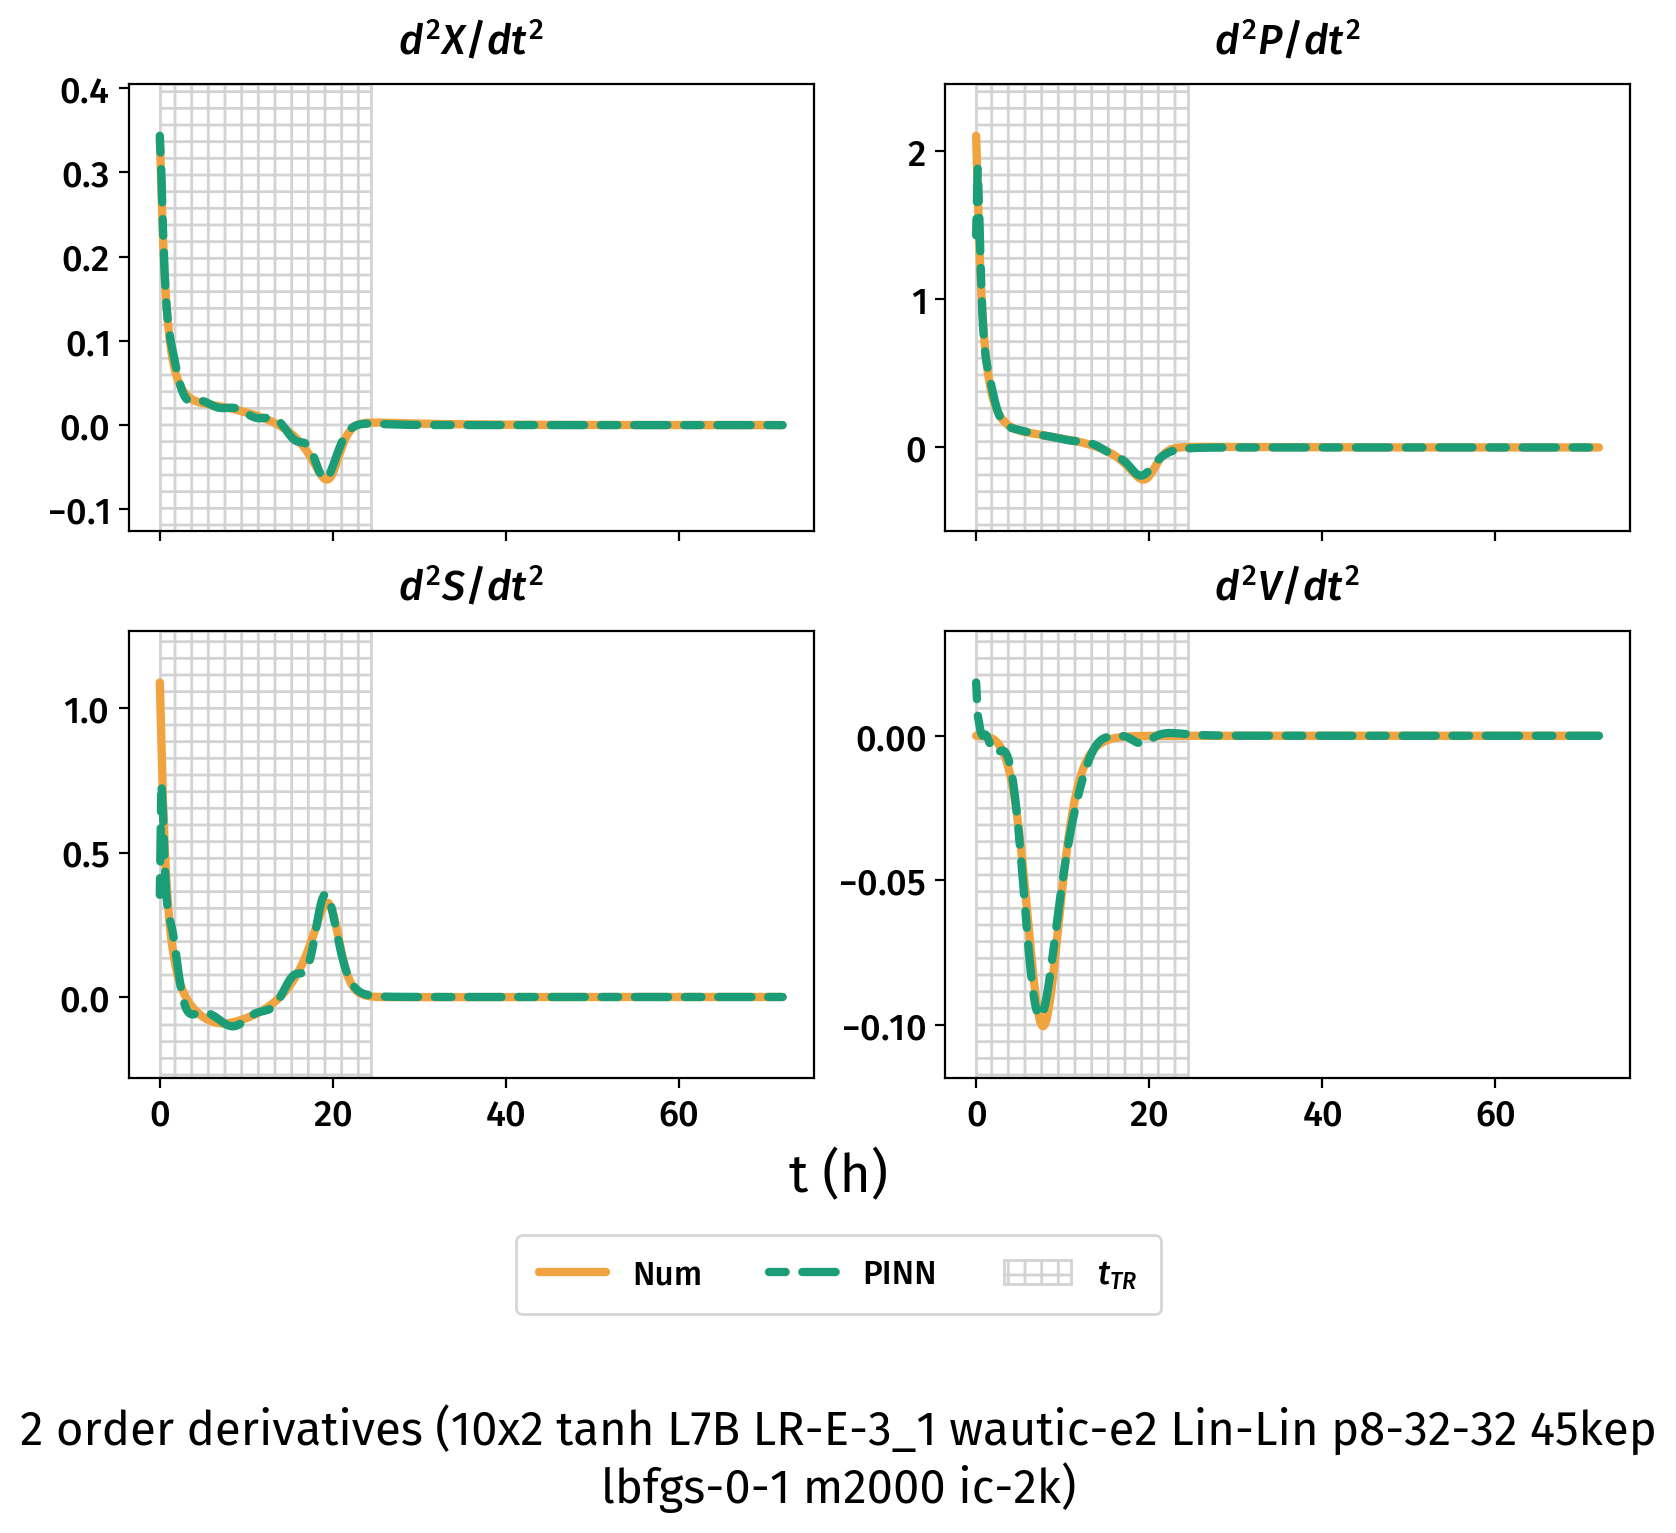 d²X/dt²
d²P/dt²
0.4
0.3
0.2
0.1
0.0
−0.1
2
1
0
d²S/dt²
d²V/dt²
1.0
0.5
0.0
0.00
−0.05
−0.10
0 20 40 60
0 20 40 60
t (h)
Num PINN t_TR
2 order derivatives (10x2 tanh L7B LR-E-3_1 wautic-e2 Lin-Lin p8-32-32 45kep
lbfgs-0-1 m2000 ic-2k)